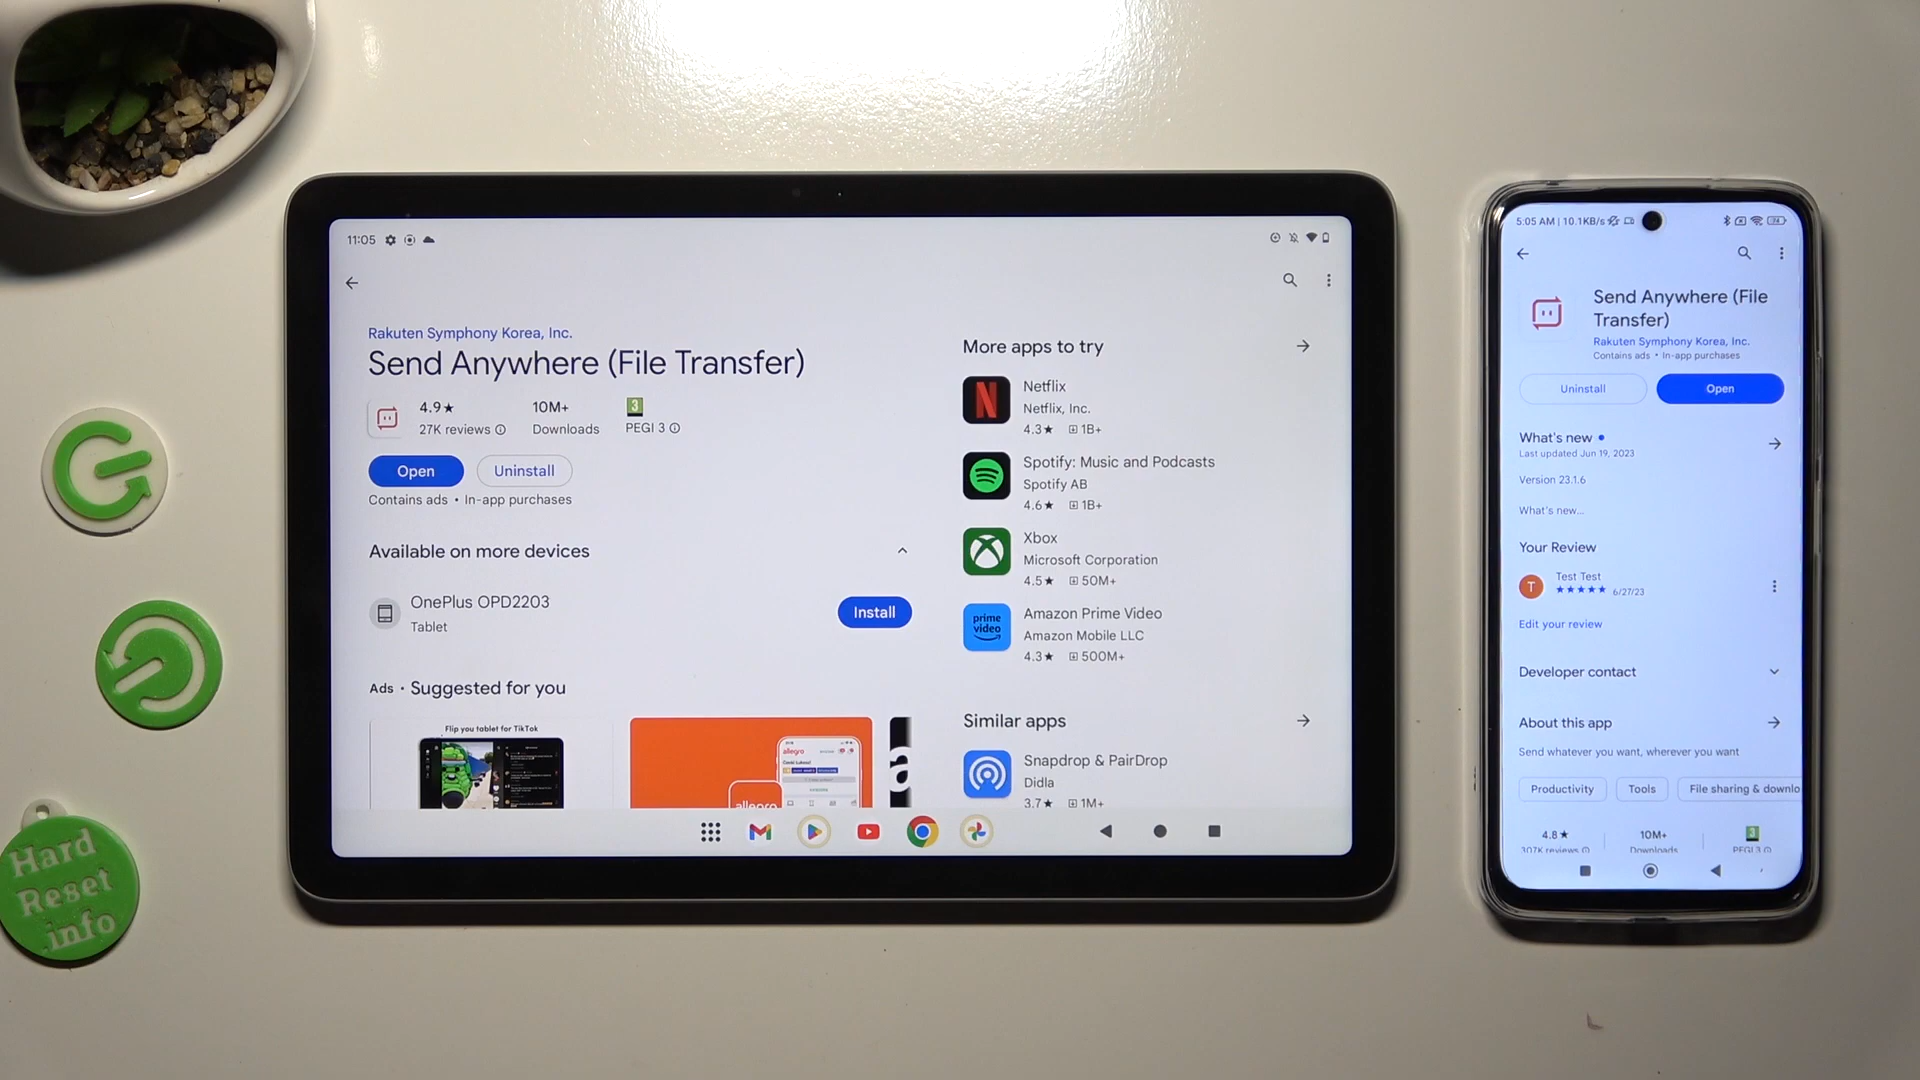 11:05
Rakuten Symphony Korea, Inc.
Send Anywhere (File Transfer)
4.9★
27K reviews
10M+
Downloads
3
PEGI 3
Open
Uninstall
Contains ads • In-app purchases
Available on more devices
OnePlus OPD2203
Tablet
Install
Ads · Suggested for you
Flip you tablet for TikTok
allegro
allegro
a
More apps to try
Netflix
Netflix, Inc.
4.3★ 1B+
Spotify: Music and Podcasts
Spotify AB
4.6★ 1B+
Xbox
Microsoft Corporation
4.5★ 50M+
prime
video
Amazon Prime Video
Amazon Mobile LLC
4.3★ 500M+
Similar apps
Snapdrop & PairDrop
Didla
3.7★ 1M+
5:05 AM | 10.1KB/s
Send Anywhere (File
Transfer)
Rakuten Symphony Korea, Inc.
Contains ads • In-app purchases
Uninstall
Open
What's new
Last updated Jun 19, 2023
Version 23.1.6
What's new...
Your Review
T
Test Test
★★★★★ 6/27/23
Edit your review
Developer contact
About this app
Send whatever you want, wherever you want
Productivity
Tools
File sharing & downlo
4.8★
307K reviews
10M+
Downloads
3
PEGI 3
Hard
Reset
.info